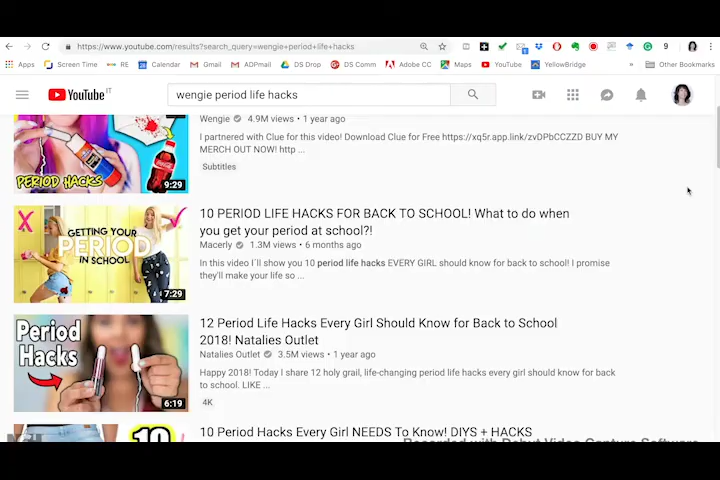 https://www.youtube.com/results?search_query=wengie+period+life+hacks
Apps Screen Time RE Calendar Gmail ADPmail DS Drop DS Comm Adobe CC Maps YouTube YellowBridge » Other Bookmarks
YouTube IT wengie period life hacks
PERIOD HACKS
9:29
Wengie 4.9M views • 1 year ago
I partnered with Clue for this video! Download Clue for Free https://xq5r.app.link/zvDPbCCZZD BUY MY
MERCH OUT NOW! http ...
Subtitles
GETTING YOUR
PERIOD
IN SCHOOL
7:29
10 PERIOD LIFE HACKS FOR BACK TO SCHOOL! What to do when
you get your period at school?!
Macerly 1.3M views • 6 months ago
In this video I`ll show you 10 period life hacks EVERY GIRL should know for back to school! I promise
they'll make your life so ...
Period
Hacks
6:19
12 Period Life Hacks Every Girl Should Know for Back to School
2018! Natalies Outlet
Natalies Outlet 3.5M views • 1 year ago
Happy 2018! Today I share 12 holy grail, life-changing period life hacks every girl should know for back to
school. LIKE ...
4K
10
10 Period Hacks Every Girl NEEDS To Know! DIYS + HACKS
Recorded with Debut Video Capture Software